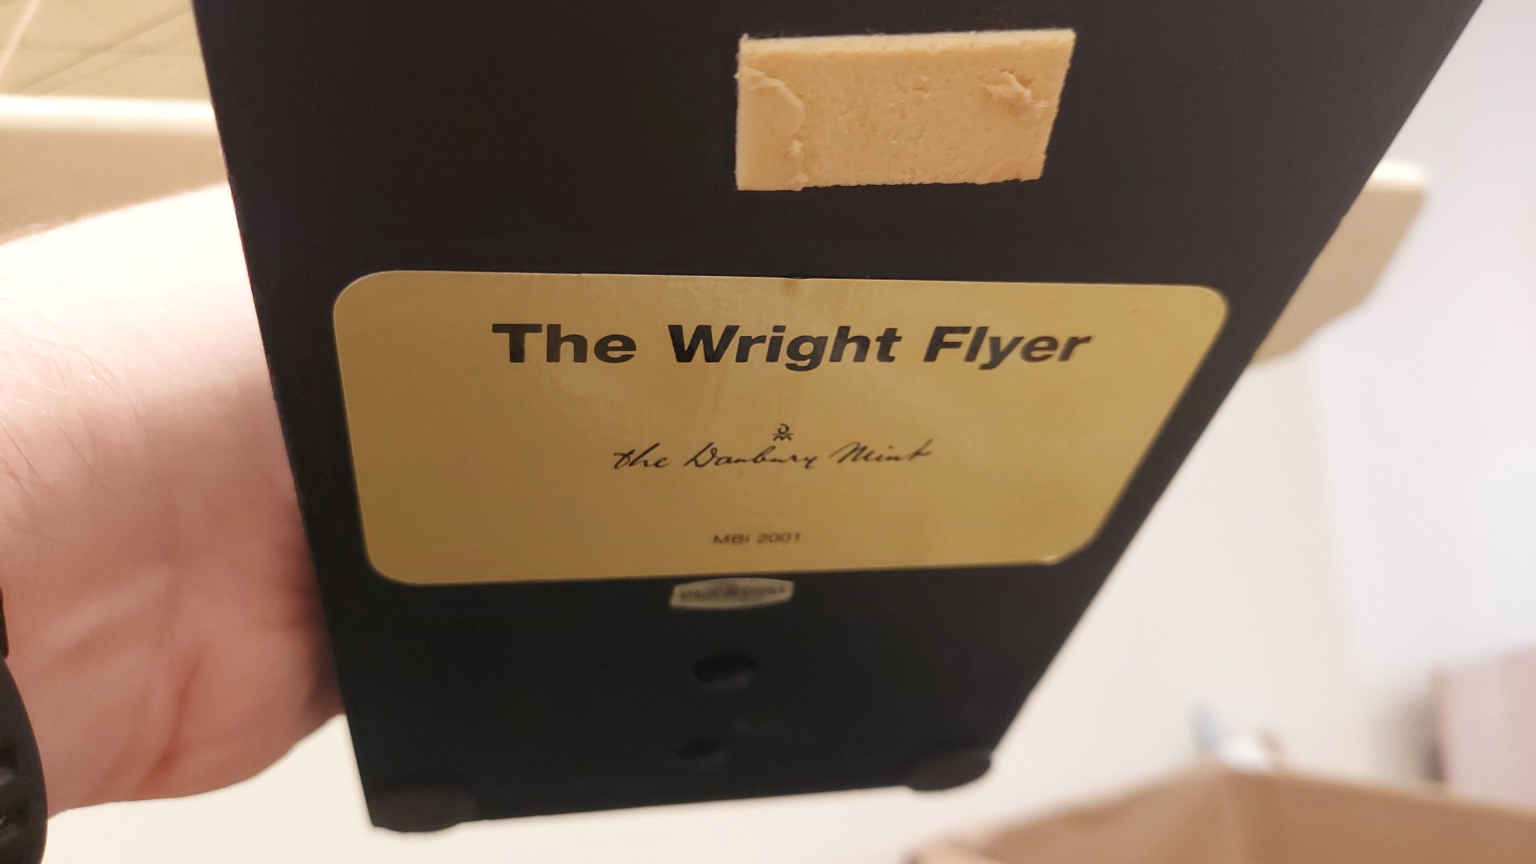 The Wright Flyer
the Danbury Mint
MBI 2001